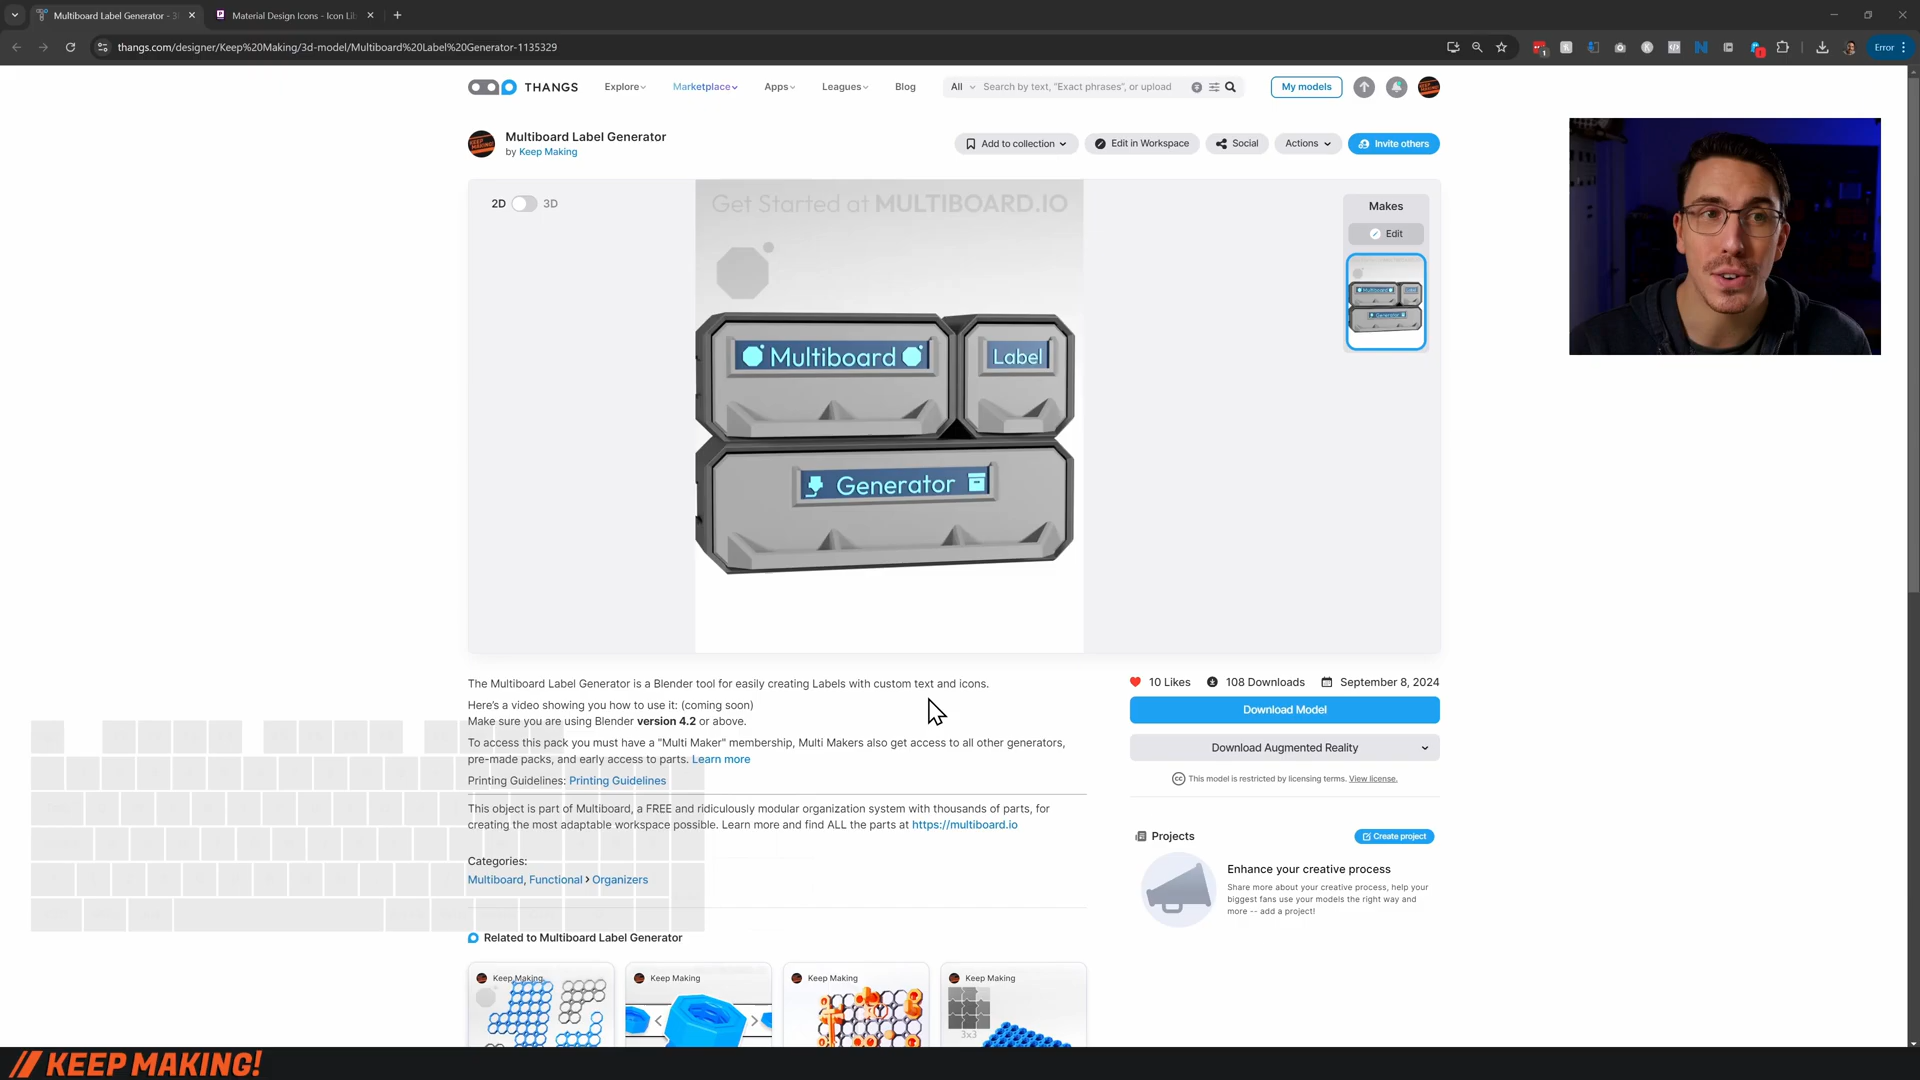 Multiboard Label Generator - 3
Material Design Icons - Icon Lib
thangs.com/designer/Keep%20Making/3d-model/Multiboard%20Label%20Generator-1135329
Error
THANGS
Explore
Marketplace
Apps
Leagues
Blog
All
Search by text, "Exact phrases", or upload
My models
Multiboard Label Generator
by Keep Making
Add to collection
Edit in Workspace
Social
Actions
Invite others
2D
3D
Get Started at MULTIBOARD.IO
Multiboard
Label
Generator
Makes
Edit
The Multiboard Label Generator is a Blender tool for easily creating Labels with custom text and icons.
Here's a video showing you how to use it: (coming soon)
Make sure you are using Blender version 4.2 or above.
To access this pack you must have a "Multi Maker" membership, Multi Makers also get access to all other generators,
pre-made packs, and early access to parts. Learn more
Printing Guidelines: Printing Guidelines
This object is part of Multiboard, a FREE and ridiculously modular organization system with thousands of parts, for
creating the most adaptable workspace possible. Learn more and find ALL the parts at https://multiboard.io
Categories:
Multiboard, Functional > Organizers
10 Likes
108 Downloads
September 8, 2024
Download Model
Download Augmented Reality
This model is restricted by licensing terms. View license.
Projects
Create project
Enhance your creative process
Share more about your creative process, help your
biggest fans use your models the right way and
more -- add a project!
Related to Multiboard Label Generator
Keep Making
Keep Making
Keep Making
Keep Making
3x3
// KEEP MAKING!